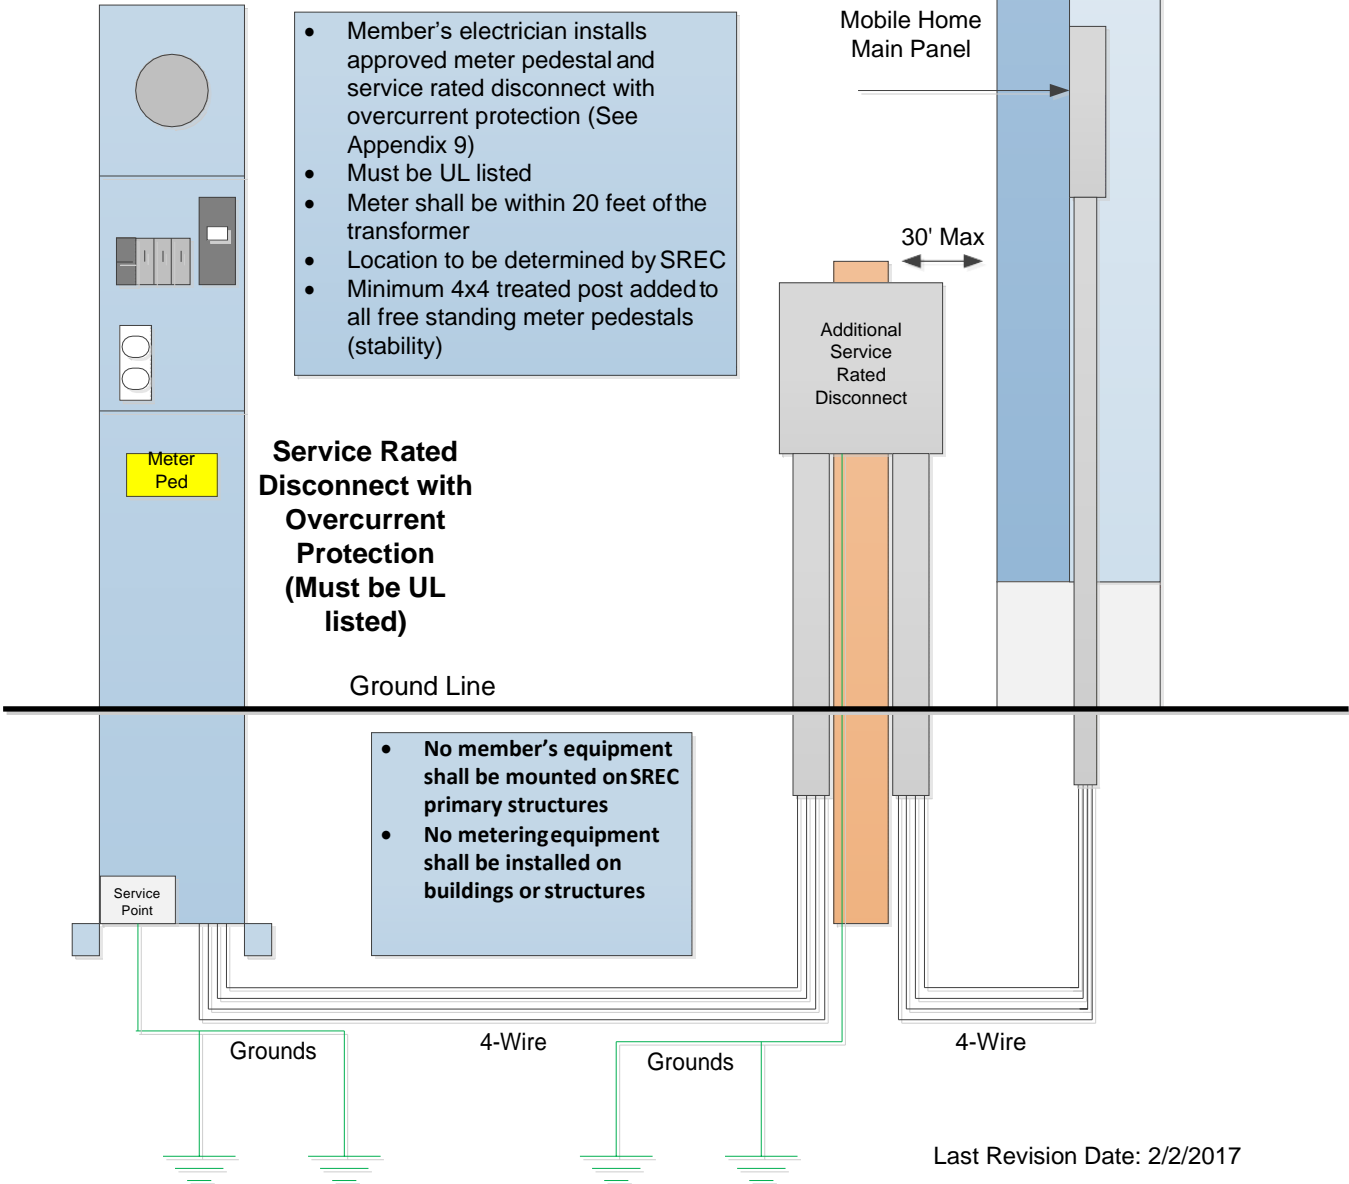 • Member’s electrician installs
approved meter pedestal and
service rated disconnect with
overcurrent protection (See
Appendix 9)
• Must be UL listed
• Meter shall be within 20 feet of the
transformer
• Location to be determined by SREC
• Minimum 4x4 treated post added to
all free standing meter pedestals
(stability)
Mobile Home
Main Panel
30' Max
Additional
Service
Rated
Disconnect
Meter
Ped
Service Rated
Disconnect with
Overcurrent
Protection
(Must be UL
listed)
Ground Line
• No member’s equipment
shall be mounted on SREC
primary structures
• No metering equipment
shall be installed on
buildings or structures
Service
Point
Grounds
4-Wire
Grounds
4-Wire
Last Revision Date: 2/2/2017